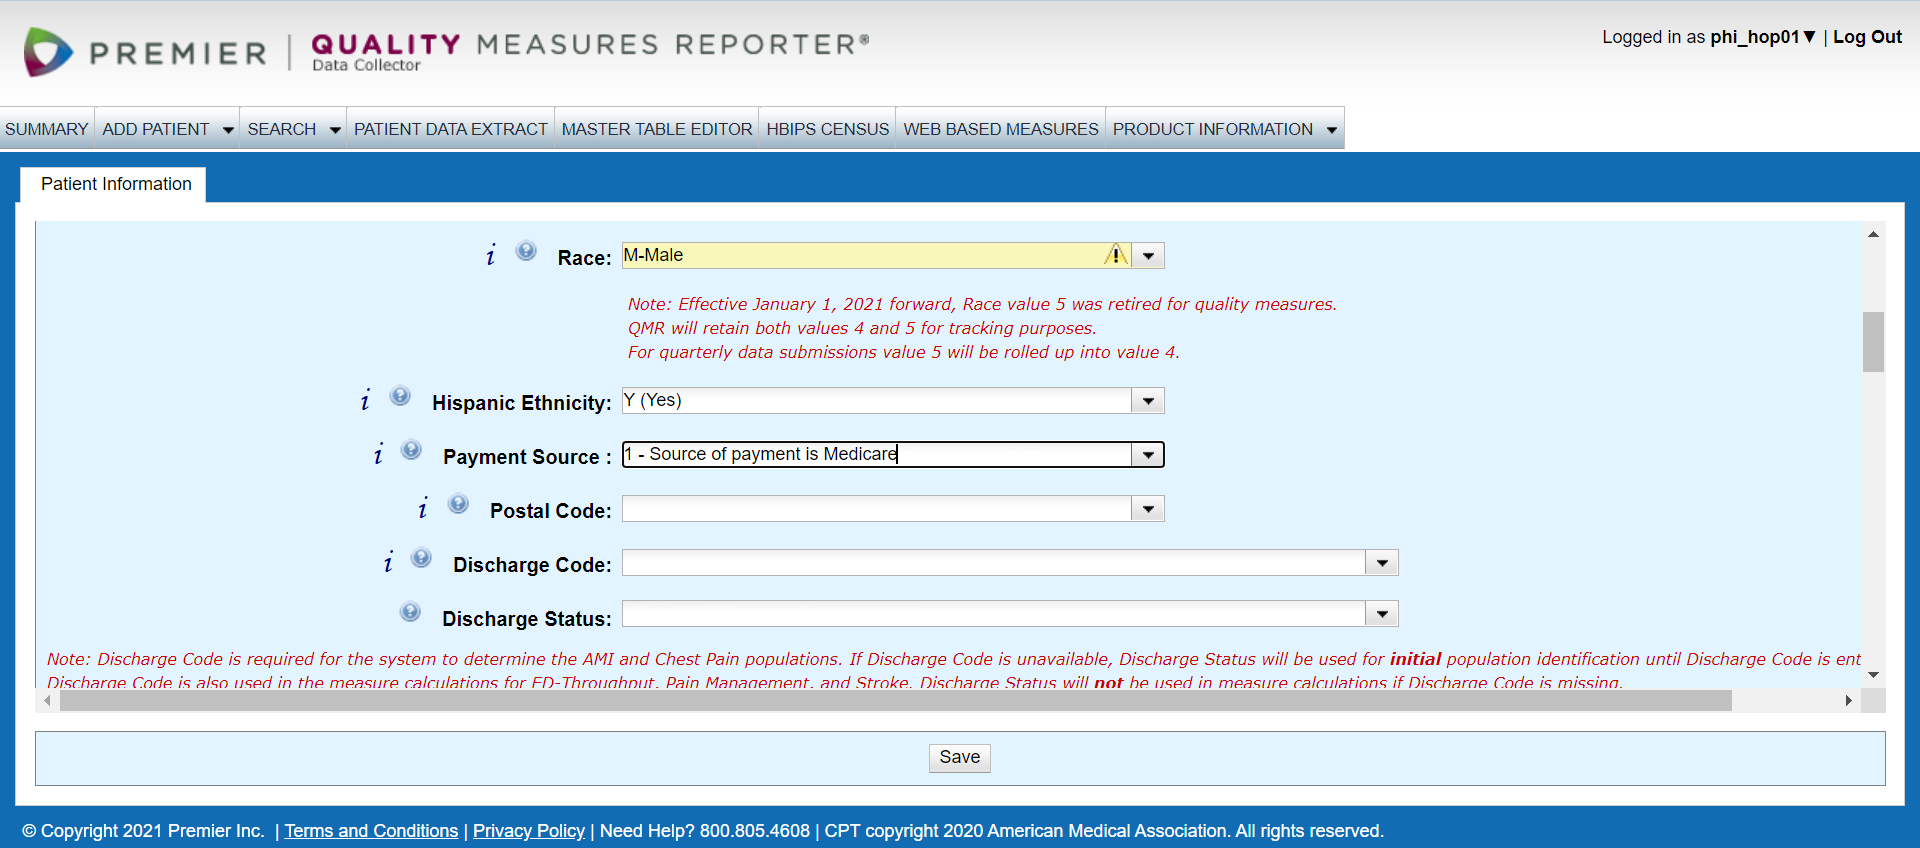 PREMIER | QUALITY MEASURES REPORTER®
Data Collector
Logged in as phi_hop01▼ | Log Out
SUMMARY ADD PATIENT SEARCH PATIENT DATA EXTRACT MASTER TABLE EDITOR HBIPS CENSUS WEB BASED MEASURES PRODUCT INFORMATION
Patient Information
i ? Race: M-Male
Note: Effective January 1, 2021 forward, Race value 5 was retired for quality measures.
QMR will retain both values 4 and 5 for tracking purposes.
For quarterly data submissions value 5 will be rolled up into value 4.
i ? Hispanic Ethnicity: Y (Yes)
i ? Payment Source : 1 - Source of payment is Medicare
i ? Postal Code:
i ? Discharge Code:
? Discharge Status:
Note: Discharge Code is required for the system to determine the AMI and Chest Pain populations. If Discharge Code is unavailable, Discharge Status will be used for initial population identification until Discharge Code is ent
Discharge Code is also used in the measure calculations for ED-Throughput, Pain Management, and Stroke. Discharge Status will not be used in measure calculations if Discharge Code is missing.
Save
© Copyright 2021 Premier Inc. | Terms and Conditions | Privacy Policy | Need Help? 800.805.4608 | CPT copyright 2020 American Medical Association. All rights reserved.